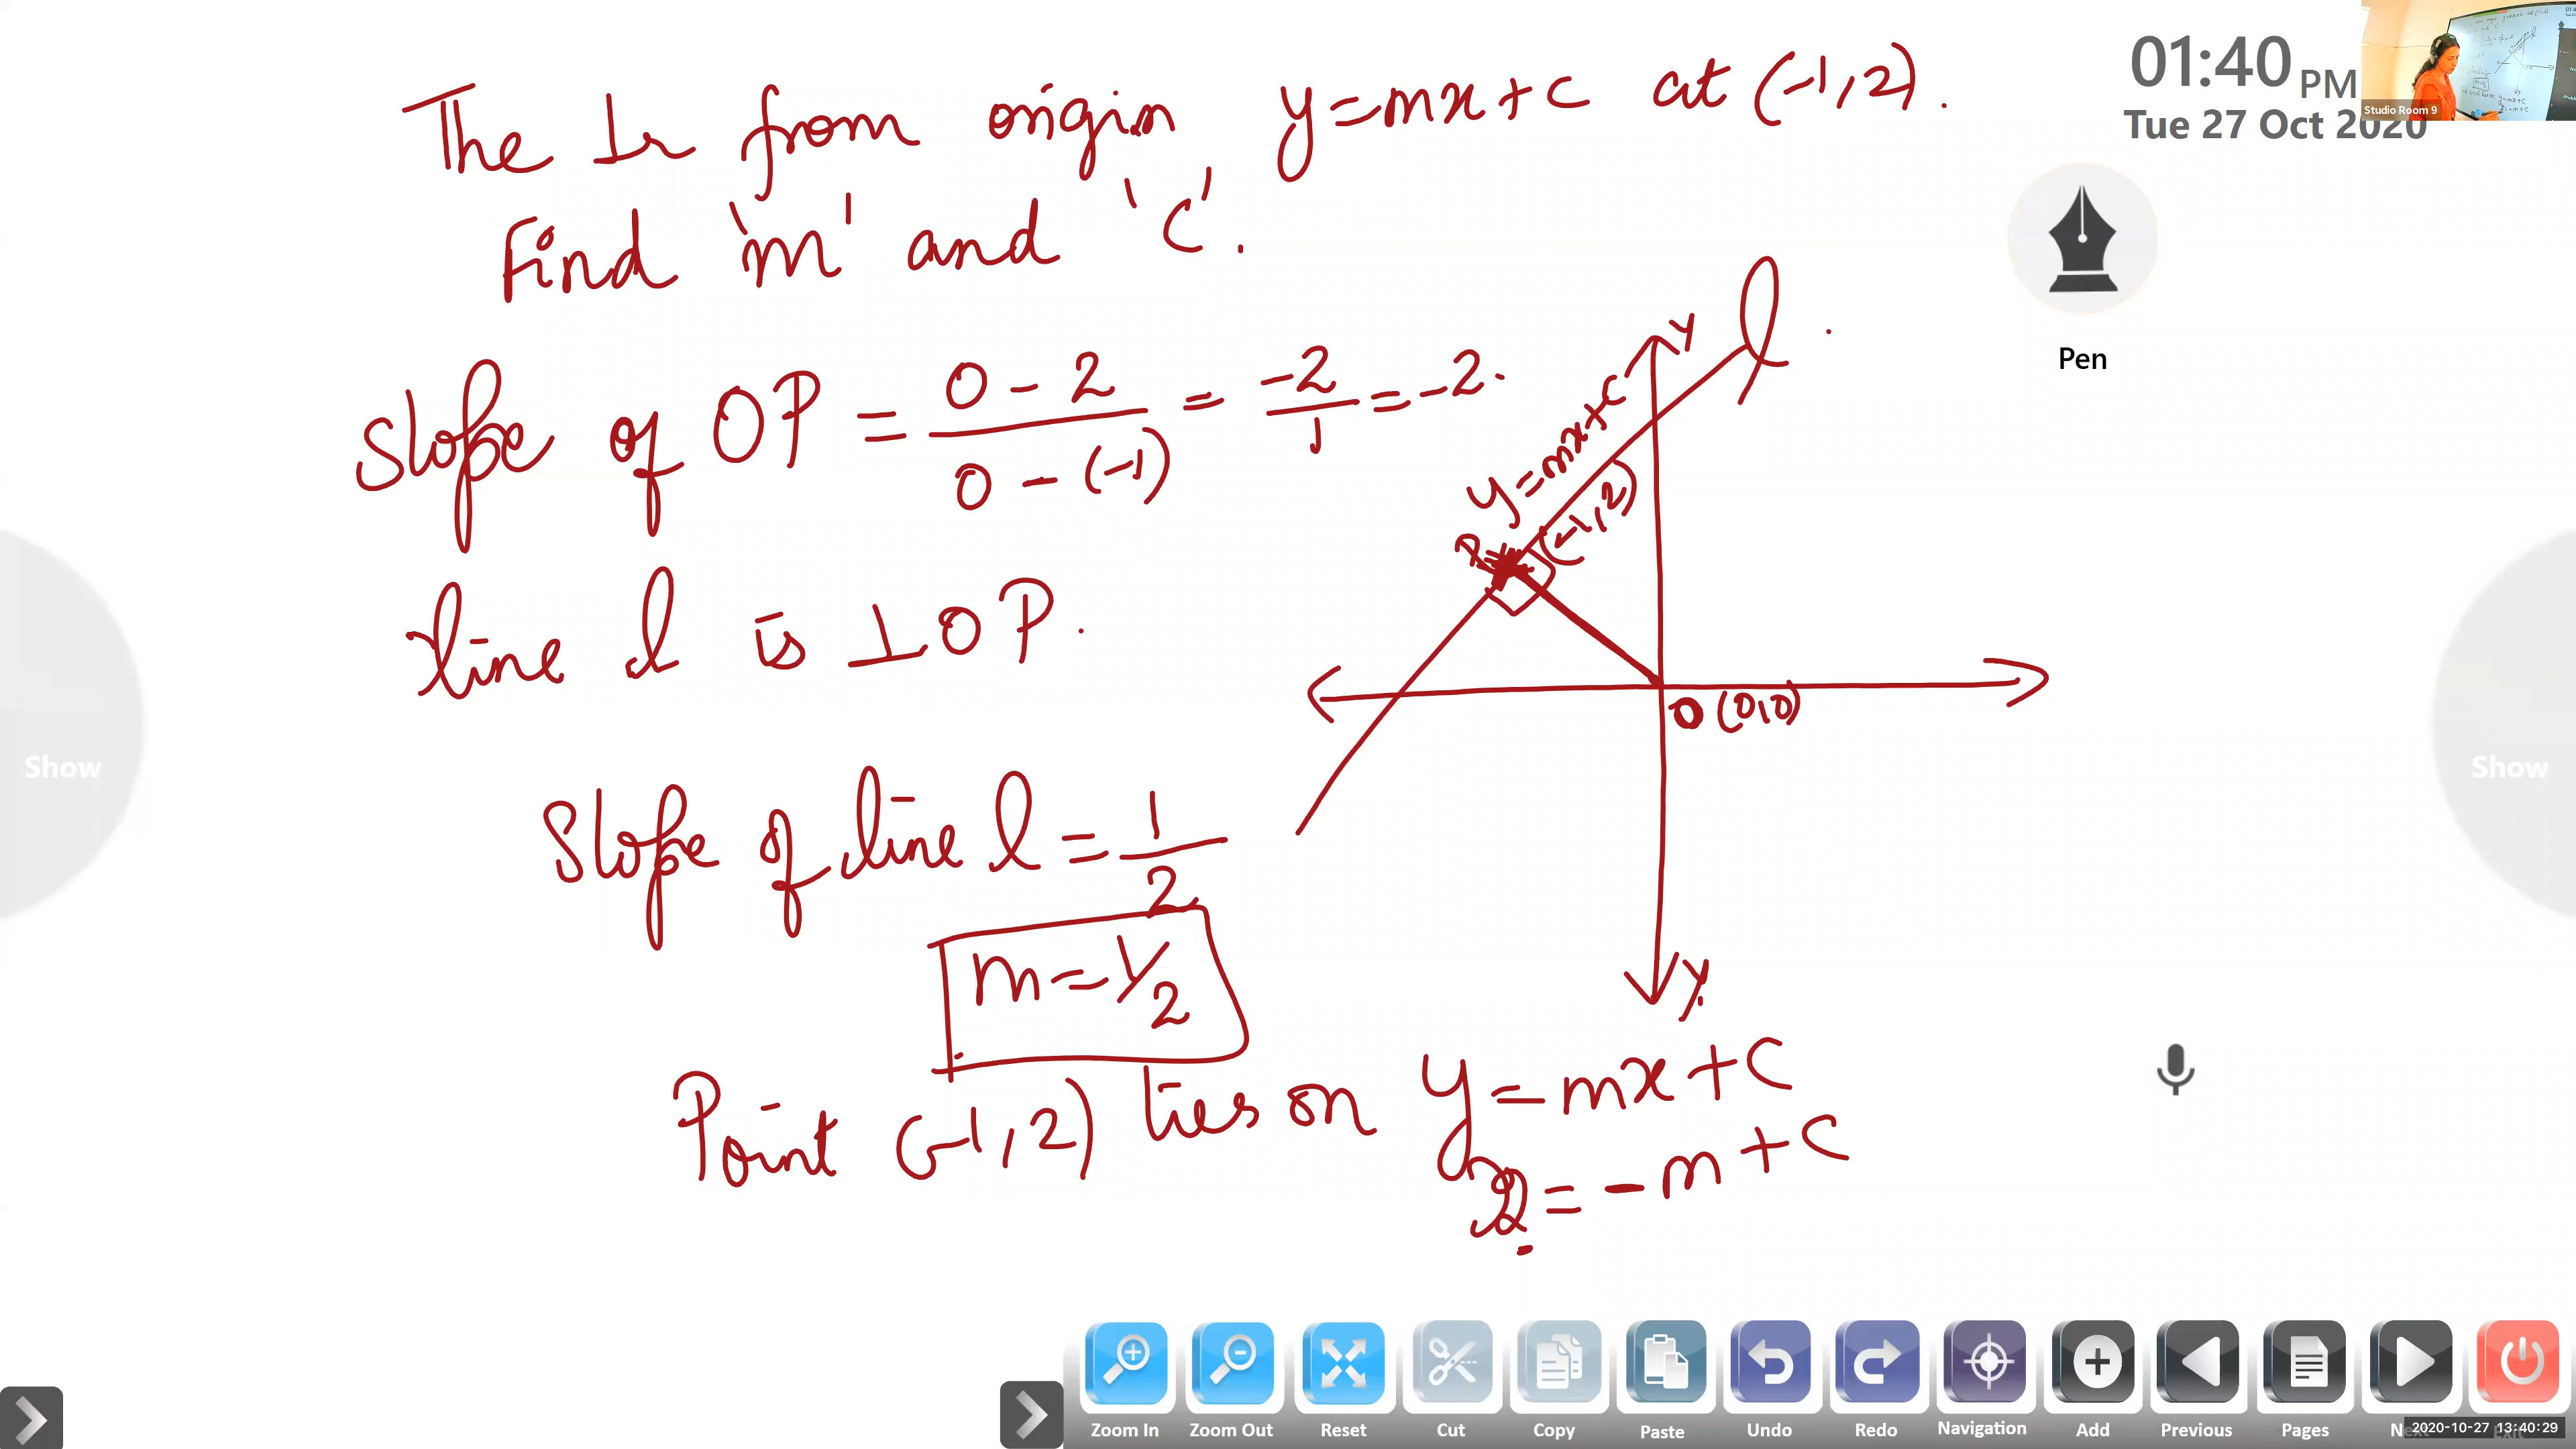 The ⊥r from origin y=mx+c at (-1,2).
Find 'm' and 'c'.
Slope of OP = 0 - 2 / 0 - (-1) = -2/1 = -2.
line l is ⊥ OP.
Slope of line l = 1/2
m = 1/2
Point (-1,2) lies on y = mx + c
2 = -m + c
Y
l
y = mx + c
P
(-1,2)
O (0,0)
Y
01:40 PM
Tue 27 Oct 2020
Studio Room 9
Pen
Show
Show
Zoom In
Zoom Out
Reset
Cut
Copy
Paste
Undo
Redo
Navigation
Add
Previous
Pages
2020-10-27 13:40:29